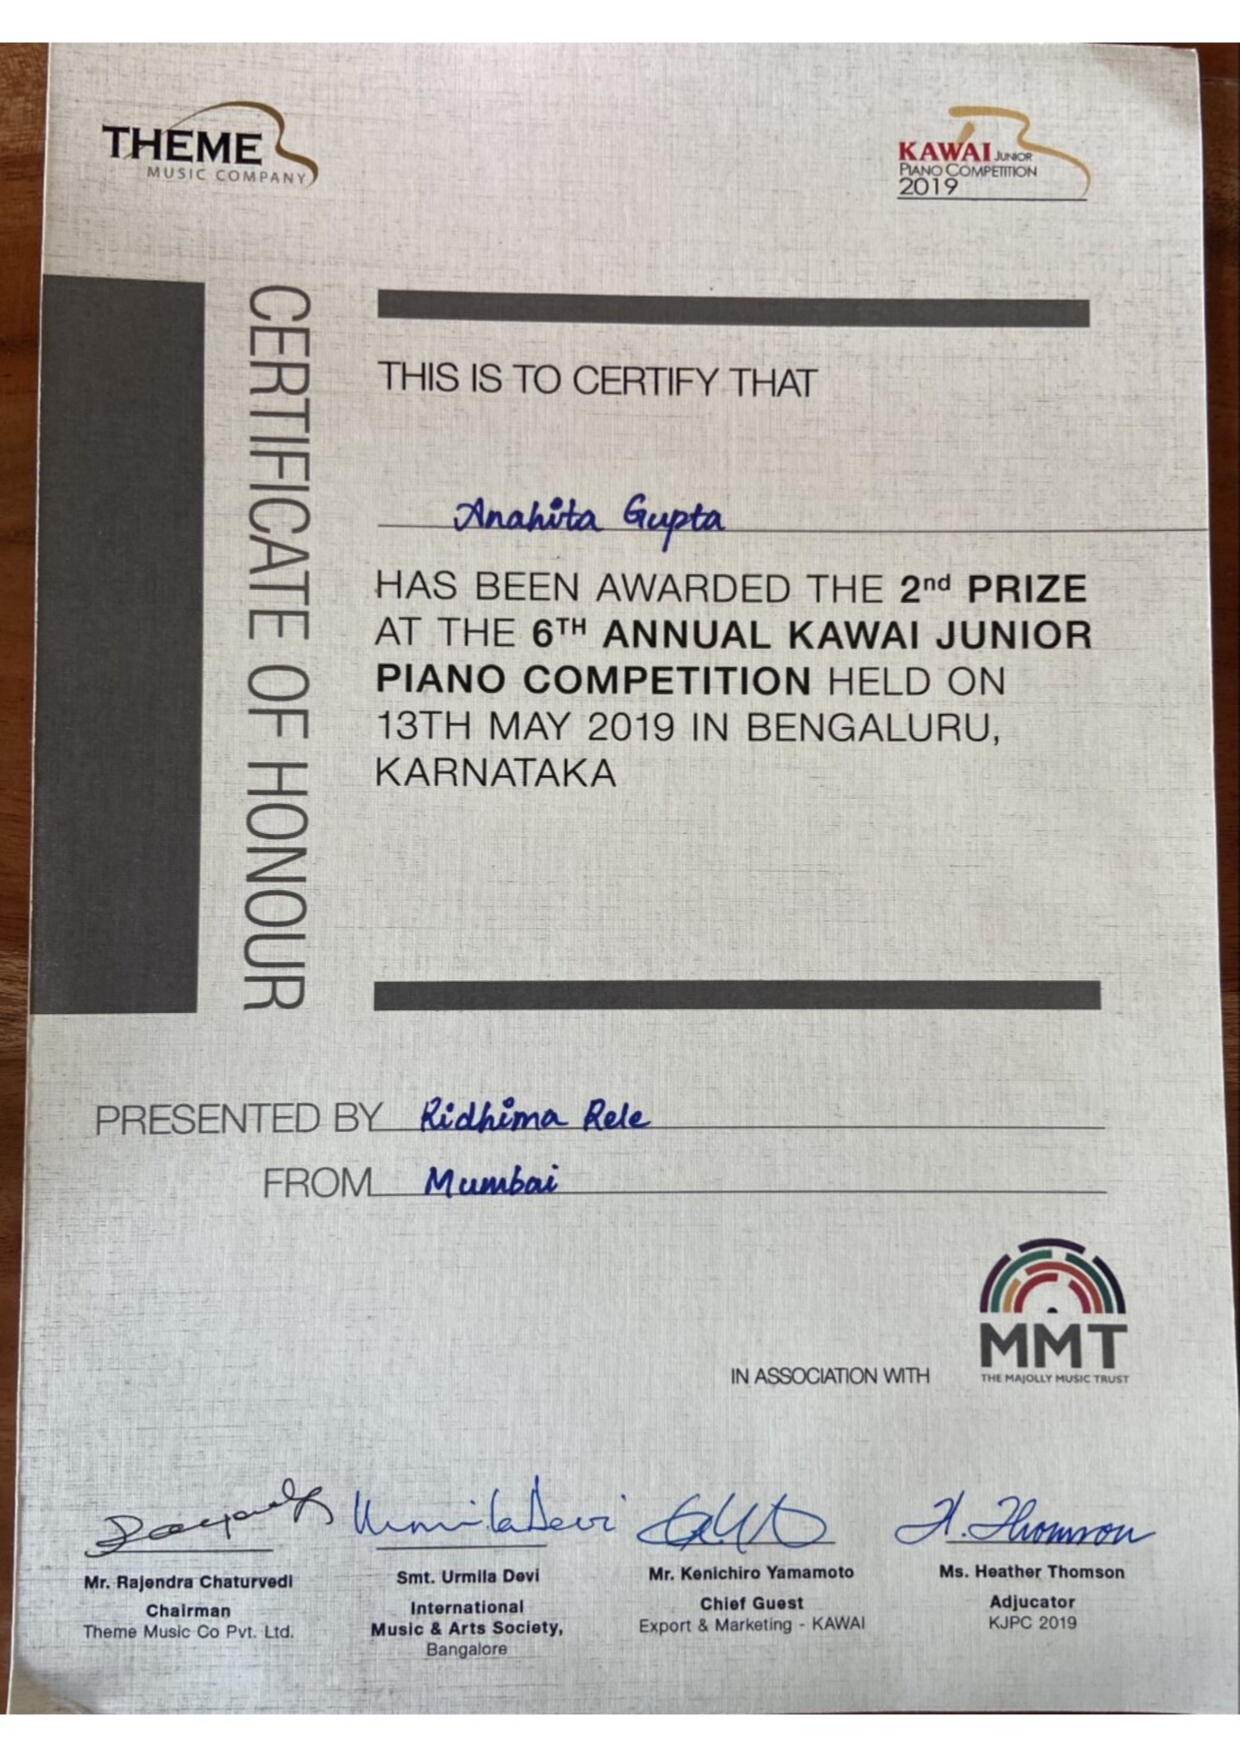 THEME
MUSIC COMPANY
KAWAI JUNIOR
PIANO COMPETITION
2019
CERTIFICATE OF HONOUR
THIS IS TO CERTIFY THAT
Anahita Gupta
HAS BEEN AWARDED THE 2nd PRIZE
AT THE 6TH ANNUAL KAWAI JUNIOR
PIANO COMPETITION HELD ON
13TH MAY 2019 IN BENGALURU,
KARNATAKA
PRESENTED BY Ridhima Rele
FROM Mumbai
IN ASSOCIATION WITH
MMT
THE MAJOLLY MUSIC TRUST
Urmila Devi
H. Thomson
Mr. Rajendra Chaturvedi
Chairman
Theme Music Co Pvt. Ltd.
Smt. Urmila Devi
International
Music & Arts Society,
Bangalore
Mr. Kenichiro Yamamoto
Chief Guest
Export & Marketing - KAWAI
Ms. Heather Thomson
Adjucator
KJPC 2019